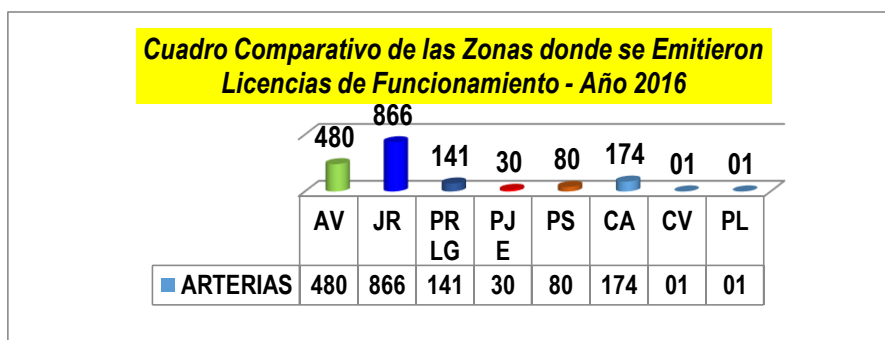 Cuadro Comparativo de las Zonas donde se Emitieron
Licencias de Funcionamiento - Año 2016
480 866 141 30 80 174 01 01
AV JR PR PJ PS CA CV PL
LG E
ARTERIAS 480 866 141 30 80 174 01 01